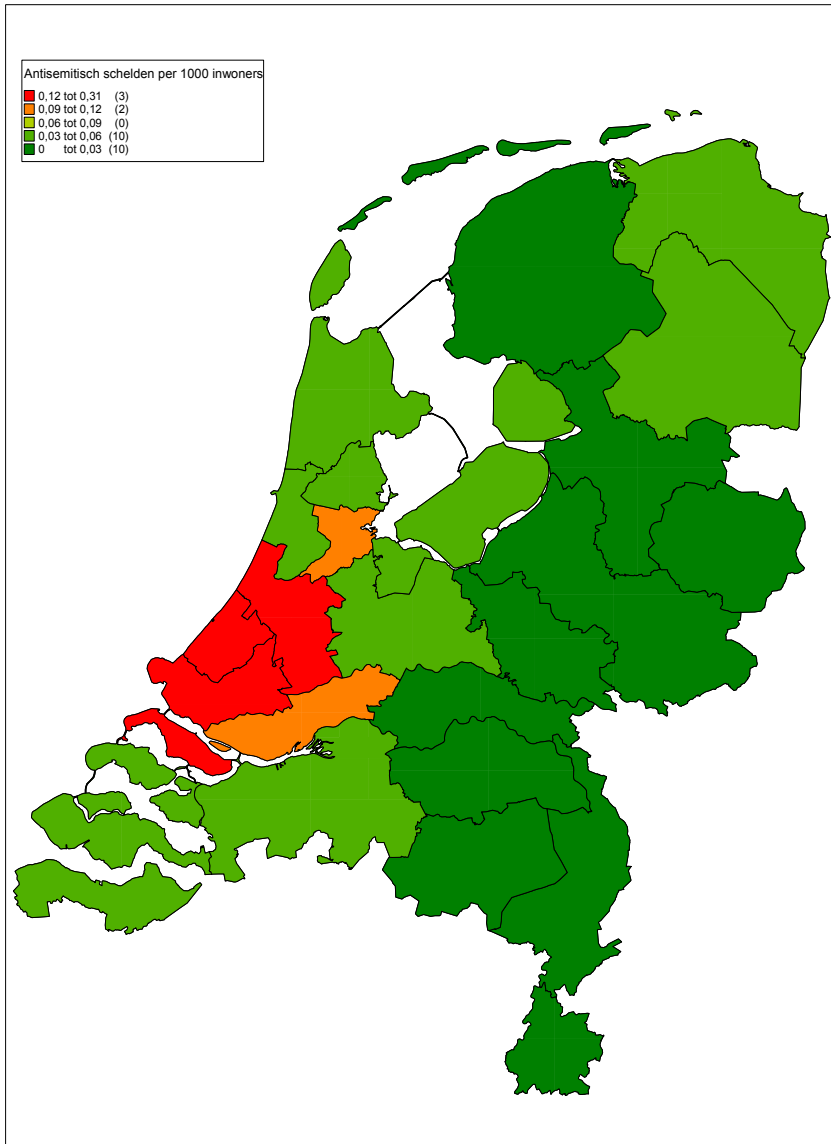 Antisemitisch schelden per 1000 inwoners
0,12 tot 0,31 (3)
0,09 tot 0,12 (2)
0,06 tot 0,09 (0)
0,03 tot 0,06 (10)
0 tot 0,03 (10)